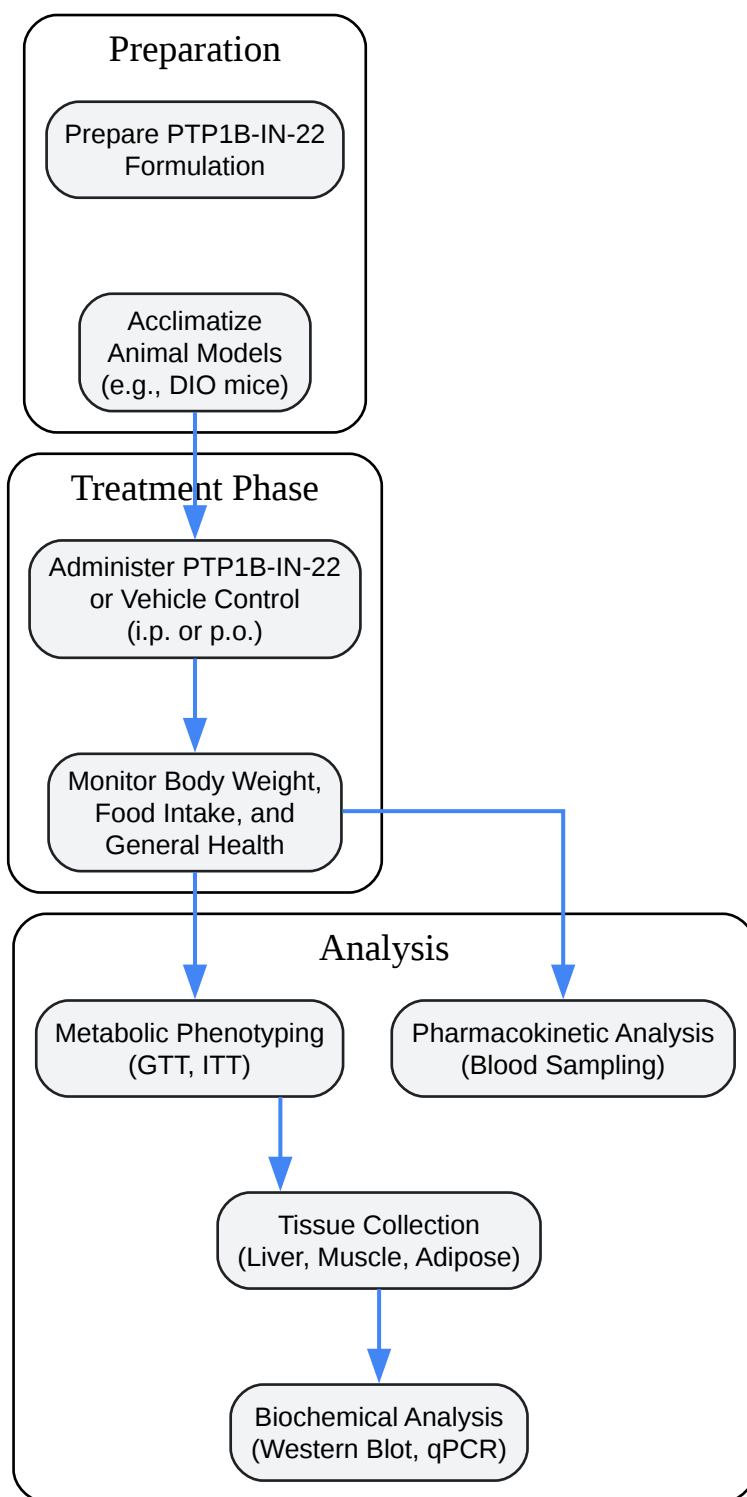 Preparation
Prepare PTP1B-IN-22
Formulation
Acclimatize
Animal Models
(e.g., DIO mice)
Treatment Phase
Administer PTP1B-IN-22
or Vehicle Control
(i.p. or p.o.)
Monitor Body Weight,
Food Intake, and
General Health
Analysis
Metabolic Phenotyping
(GTT, ITT)
Pharmacokinetic Analysis
(Blood Sampling)
Tissue Collection
(Liver, Muscle, Adipose)
Biochemical Analysis
(Western Blot, qPCR)